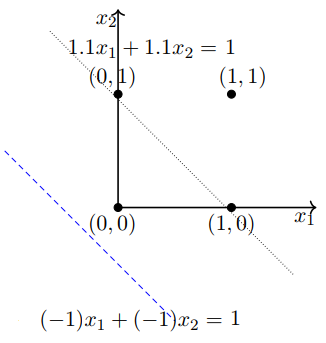 x₂
1.1x₁ + 1.1x₂ = 1
(0, 1)
(1, 1)
x₁
(0, 0)
(1, 0)
(−1)x₁ + (−1)x₂ = 1